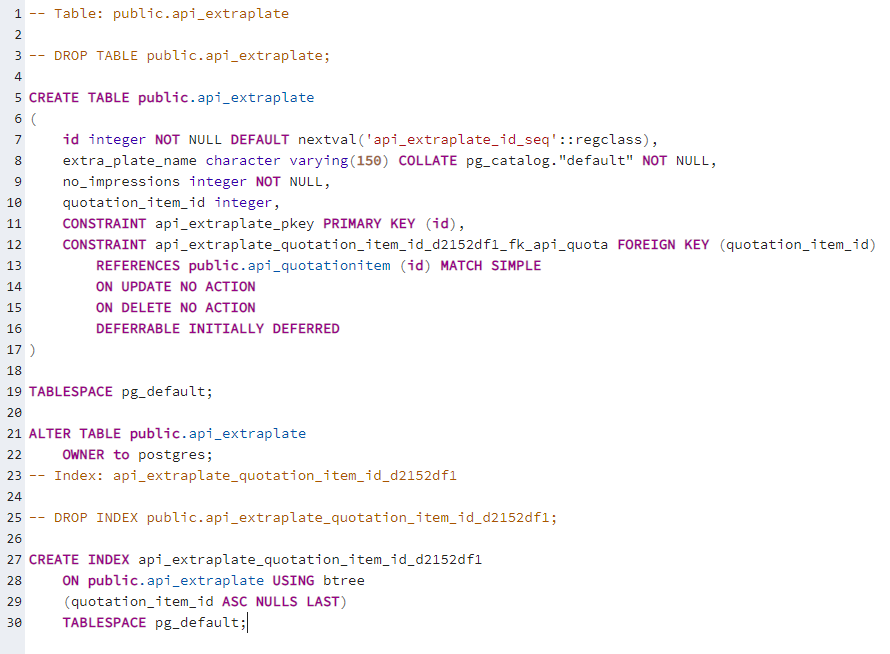 1 -- Table: public.api_extraplate
2
3 -- DROP TABLE public.api_extraplate;
4
5 CREATE TABLE public.api_extraplate
6 (
7     id integer NOT NULL DEFAULT nextval('api_extraplate_id_seq'::regclass),
8     extra_plate_name character varying(150) COLLATE pg_catalog."default" NOT NULL,
9     no_impressions integer NOT NULL,
10     quotation_item_id integer,
11     CONSTRAINT api_extraplate_pkey PRIMARY KEY (id),
12     CONSTRAINT api_extraplate_quotation_item_id_d2152df1_fk_api_quota FOREIGN KEY (quotation_item_id)
13         REFERENCES public.api_quotationitem (id) MATCH SIMPLE
14         ON UPDATE NO ACTION
15         ON DELETE NO ACTION
16         DEFERRABLE INITIALLY DEFERRED
17 )
18
19 TABLESPACE pg_default;
20
21 ALTER TABLE public.api_extraplate
22     OWNER to postgres;
23 -- Index: api_extraplate_quotation_item_id_d2152df1
24
25 -- DROP INDEX public.api_extraplate_quotation_item_id_d2152df1;
26
27 CREATE INDEX api_extraplate_quotation_item_id_d2152df1
28     ON public.api_extraplate USING btree
29     (quotation_item_id ASC NULLS LAST)
30     TABLESPACE pg_default;